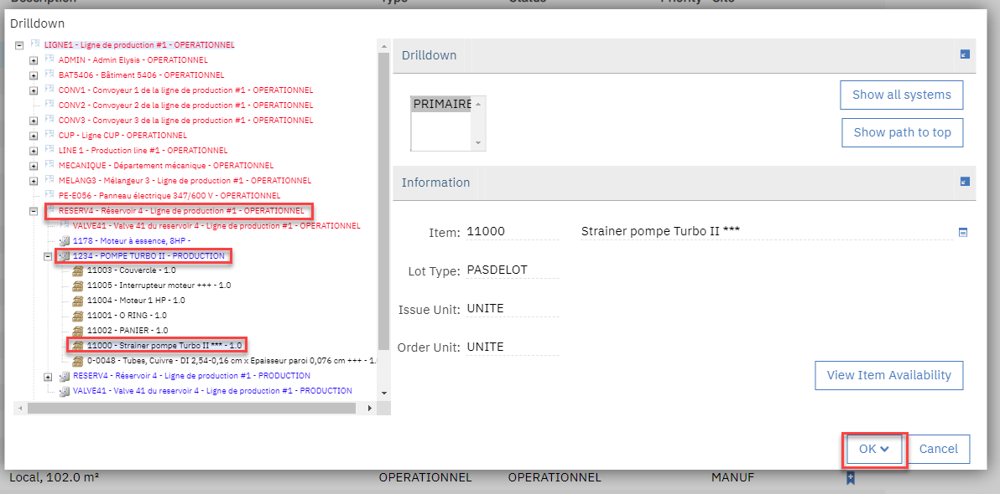 Description Type Status Priority Site
Drilldown
LIGNE1 - Ligne de production #1 - OPERATIONNEL
ADMIN - Admin Elysis - OPERATIONNEL
BAT5406 - Bâtiment 5406 - OPERATIONNEL
CONV1 - Convoyeur 1 de la ligne de production #1 - OPERATIONNEL
CONV2 - Convoyeur 2 de la ligne de production #1 - OPERATIONNEL
CONV3 - Convoyeur 3 de la ligne de production #1 - OPERATIONNEL
CUP - Ligne CUP - OPERATIONNEL
LINE 1 - Production line #1 - OPERATIONNEL
MECANIQUE - Département mécanique - OPERATIONNEL
MELANG3 - Mélangeur 3 - Ligne de production #1 - OPERATIONNEL
PE-E056 - Panneau électrique 347/600 V - OPERATIONNEL
RESERV4 - Réservoir 4 - Ligne de production #1 - OPERATIONNEL
VALVE41 - Valve 41 du reservoir 4 - Ligne de production #1 - OPERATIONNEL
1178 - Moteur à essence, 8HP -
1234 - POMPE TURBO II - PRODUCTION
11003 - Couvercle - 1.0
11005 - Interrupteur moteur +++ - 1.0
11004 - Moteur 1 HP - 1.0
11001 - O RING - 1.0
11002 - PANIER - 1.0
11000 - Strainer pompe Turbo II *** - 1.0
0-0048 - Tubes, Cuivre - DI 2,54-0,16 cm x Epaisseur paroi 0,076 cm +++ - 1.
RESERV4 - Réservoir 4 - Ligne de production #1 - PRODUCTION
VALVE41 - Valve 41 du reservoir 4 - Ligne de production #1 - PRODUCTION
Drilldown
PRIMAIRE
Show all systems
Show path to top
Information
Item: 11000 Strainer pompe Turbo II ***
Lot Type: PASDELOT
Issue Unit: UNITE
Order Unit: UNITE
View Item Availability
OK Cancel
Local, 102.0 m² OPERATIONNEL OPERATIONNEL MANUF